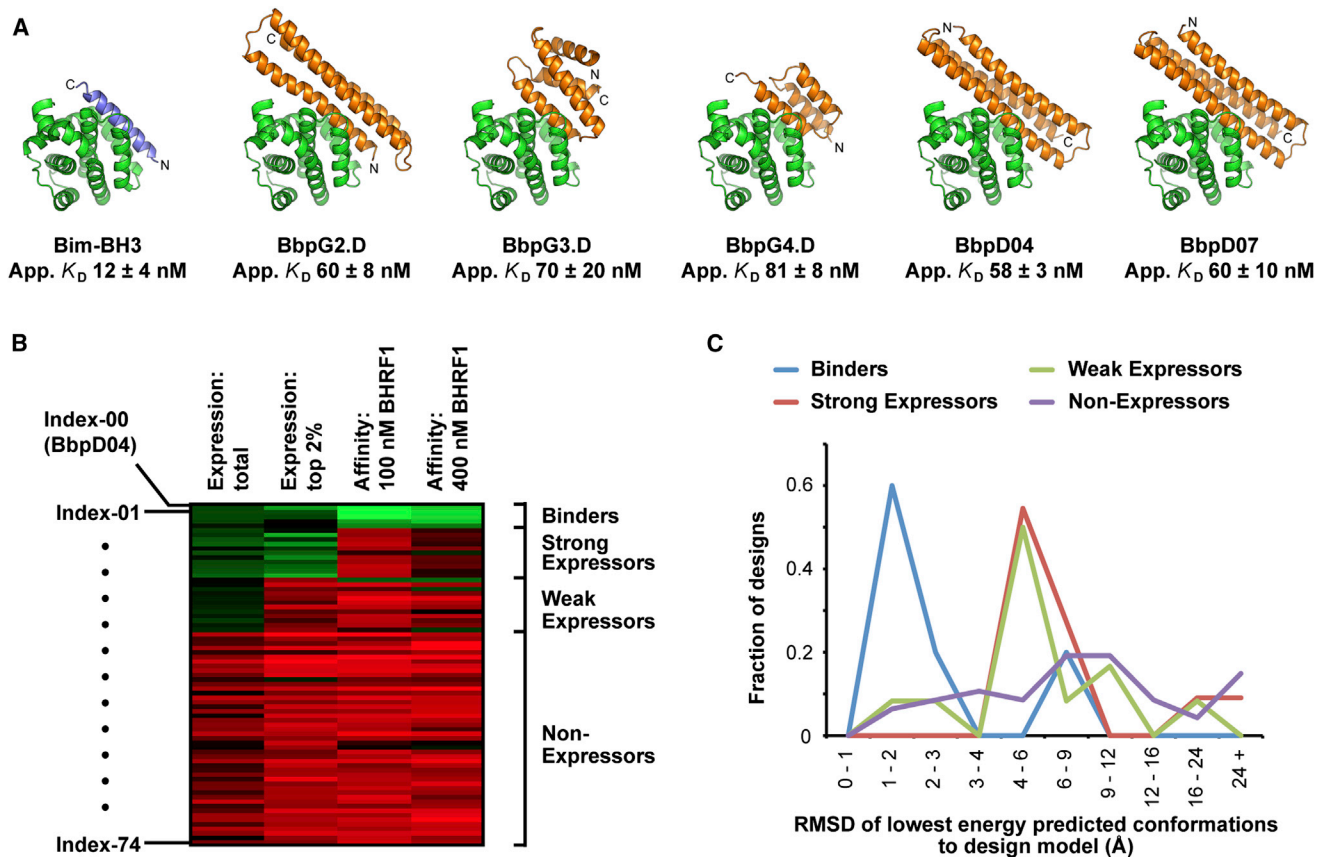 A
C
N
C
N
N
C
C
N
N
C
N
C
Bim-BH3
App. KD 12 ± 4 nM
BbpG2.D
App. KD 60 ± 8 nM
BbpG3.D
App. KD 70 ± 20 nM
BbpG4.D
App. KD 81 ± 8 nM
BbpD04
App. KD 58 ± 3 nM
BbpD07
App. KD 60 ± 10 nM
B
Expression:
total
Expression:
top 2%
Affinity:
100 nM BHRF1
Affinity:
400 nM BHRF1
Index-00
(BbpD04)
Index-01
Index-74
Binders
Strong
Expressors
Weak
Expressors
Non-
Expressors
C
Binders
Strong Expressors
Weak Expressors
Non-Expressors
Fraction of designs
0.6
0.4
0.2
0
0 - 1
1 - 2
2 - 3
3 - 4
4 - 6
6 - 9
9 - 12
12 - 16
16 - 24
24 +
RMSD of lowest energy predicted conformations
to design model (Å)